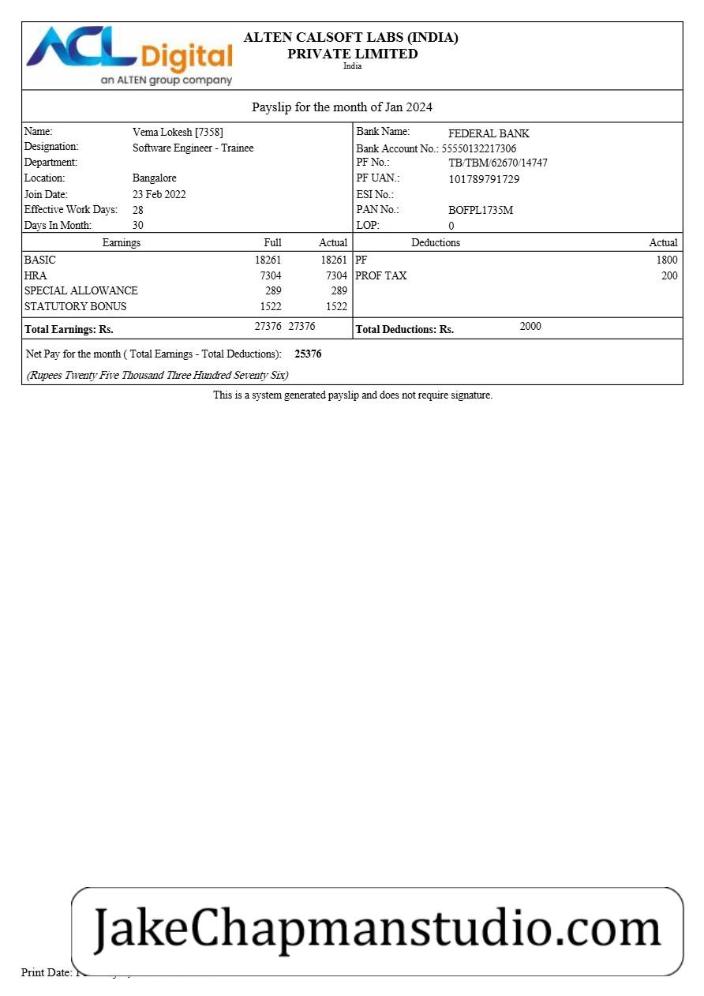 ACL Digital
an ALTEN group company
ALTEN CALSOFT LABS (INDIA)
PRIVATE LIMITED
India
Payslip for the month of Jan 2024
Name: Vema Lokesh [7358]
Designation: Software Engineer - Trainee
Department:
Location: Bangalore
Join Date: 23 Feb 2022
Effective Work Days: 28
Days In Month: 30
Bank Name: FEDERAL BANK
Bank Account No.: 55550132217306
PF No.: TB/TBM/62670/14747
PF UAN.: 101789791729
ESI No.:
PAN No.: BOFPL1735M
LOP: 0
Earnings Full Actual Deductions Actual
BASIC 18261 18261 PF 1800
HRA 7304 7304 PROF TAX 200
SPECIAL ALLOWANCE 289 289
STATUTORY BONUS 1522 1522
Total Earnings: Rs. 27376 27376 Total Deductions: Rs. 2000
Net Pay for the month ( Total Earnings - Total Deductions): 25376
(Rupees Twenty Five Thousand Three Hundred Seventy Six)
This is a system generated payslip and does not require signature.
JakeChapmanstudio.com
Print Date: